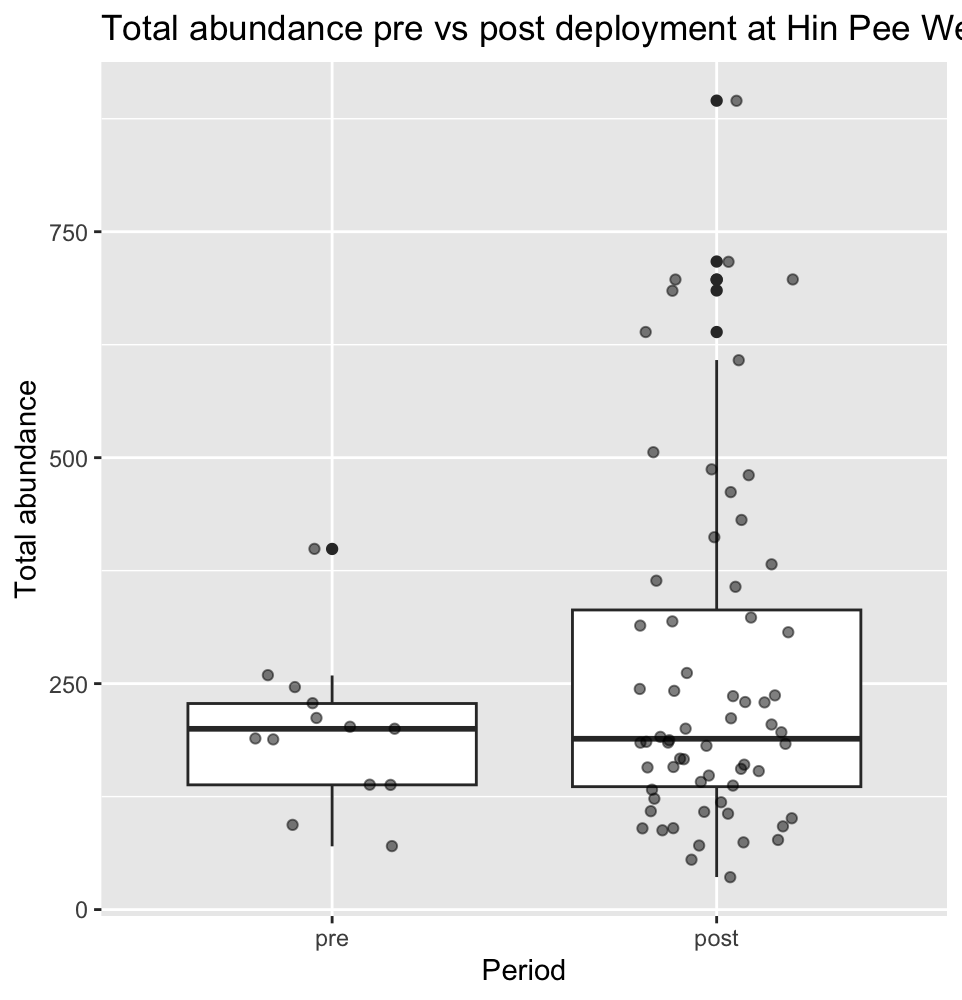 Total abundance pre vs post deployment at Hin Pee We
Total abundance
750
500
250
0
pre post
Period